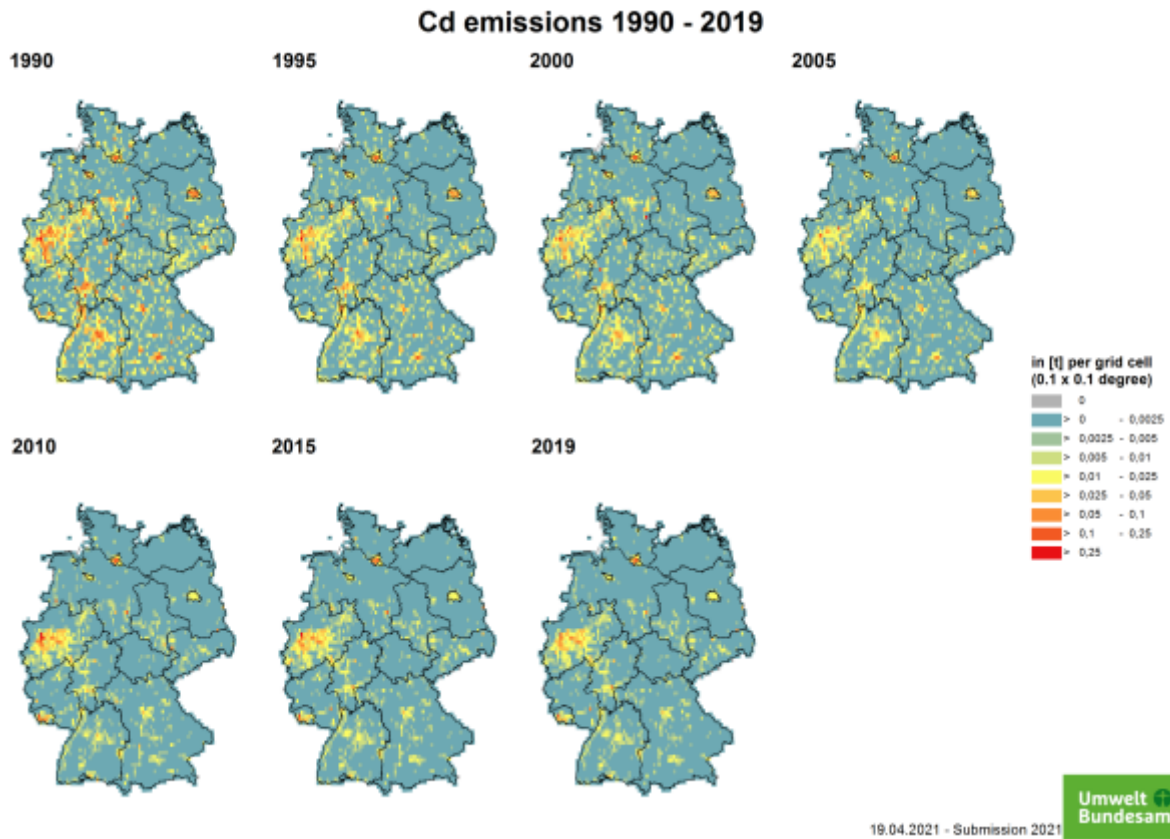 Cd emissions 1990 - 2019
1990
1995
2000
2005
in [t] per grid cell
(0.1 x 0.1 degree)
0
> 0 - 0,0025
> 0,0025 - 0,005
> 0,005 - 0,01
> 0,01 - 0,025
> 0,025 - 0,05
> 0,05 - 0,1
> 0,1 - 0,25
> 0,25
2010
2015
2019
Umwelt
Bundesam
19.04.2021 - Submission 2021